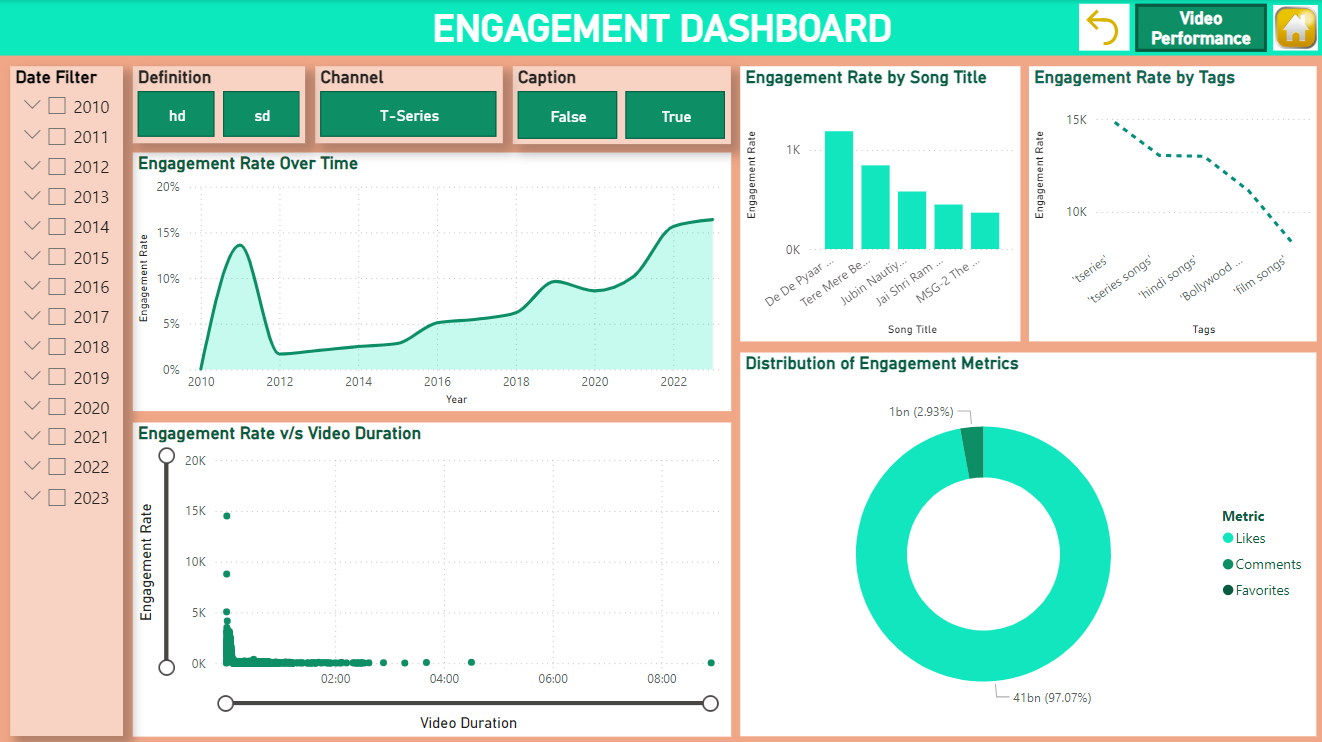 ENGAGEMENT DASHBOARD
Video
Performance
Date Filter
2010
2011
2012
2013
2014
2015
2016
2017
2018
2019
2020
2021
2022
2023
Definition
hd
sd
Channel
T-Series
Caption
False
True
Engagement Rate Over Time
Engagement Rate
20%
15%
10%
5%
0%
2010 2012 2014 2016 2018 2020 2022
Year
Engagement Rate v/s Video Duration
Engagement Rate
20K
15K
10K
5K
0K
02:00 04:00 06:00 08:00
Video Duration
Engagement Rate by Song Title
Engagement Rate
1K
0K
De De Pyaar ...
Tere Mere Be...
Jubin Nautiy...
Jai Shri Ram ...
MSG-2 The ...
Song Title
Engagement Rate by Tags
Engagement Rate
15K
10K
'tseries'
'tseries songs'
'hindi songs'
'Bollywood ...
'film songs'
Tags
Distribution of Engagement Metrics
1bn (2.93%)
41bn (97.07%)
Metric
Likes
Comments
Favorites